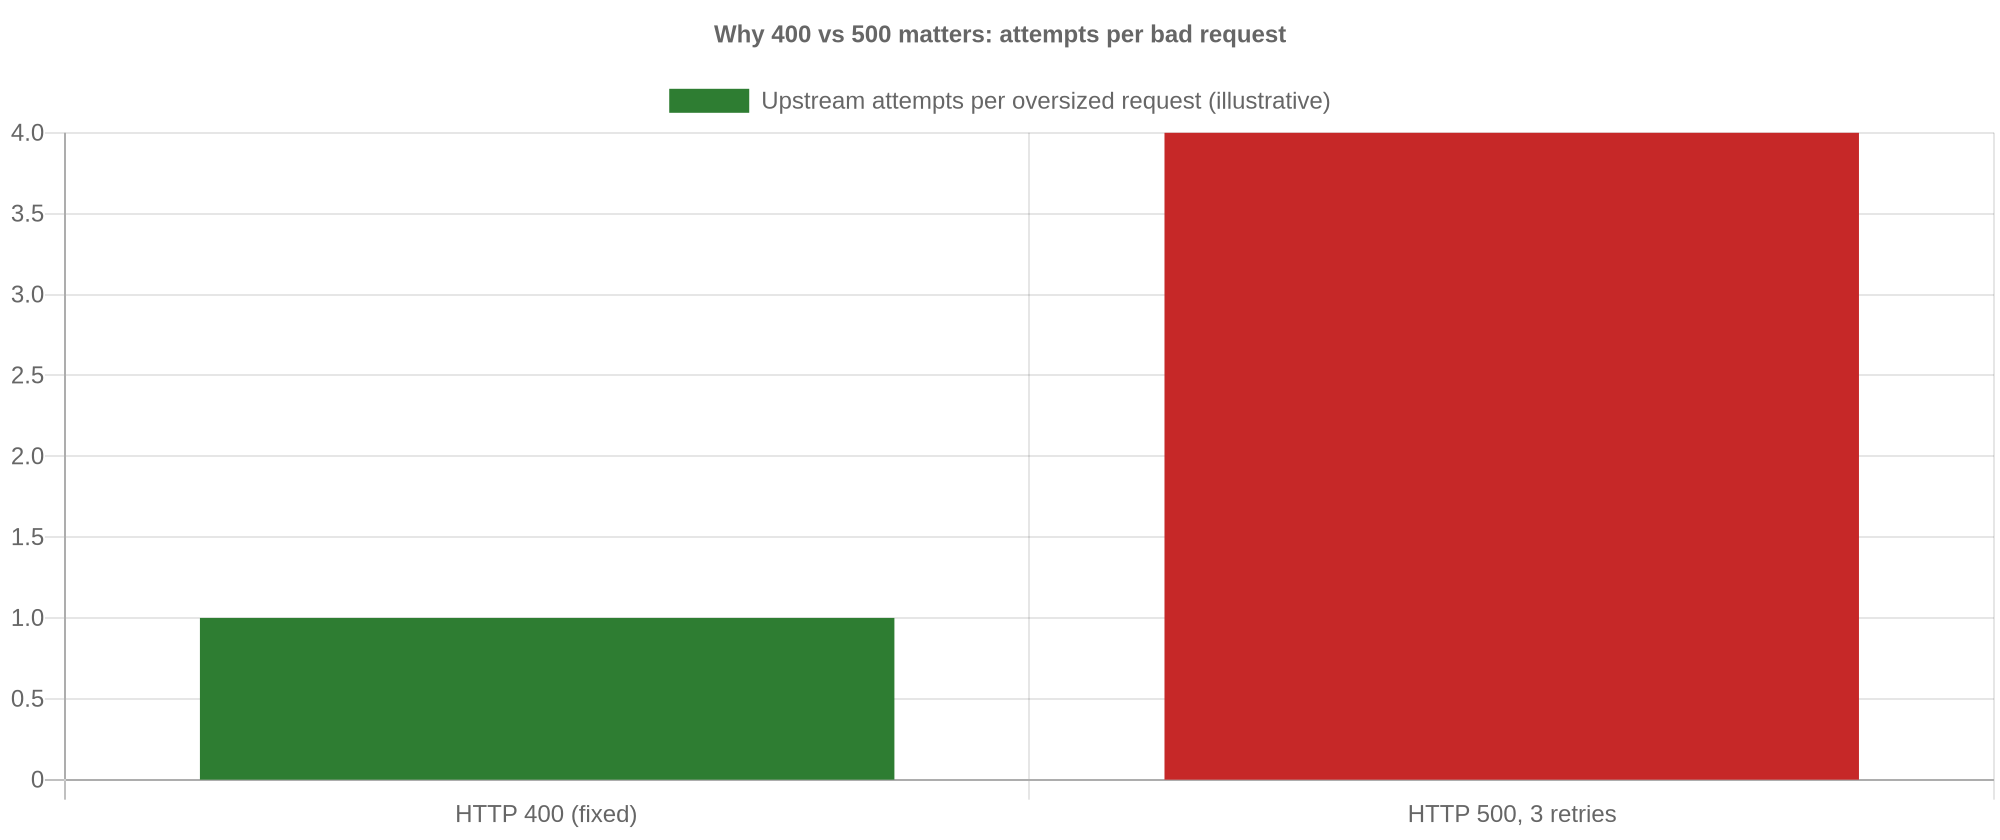 Why 400 vs 500 matters: attempts per bad request
Upstream attempts per oversized request (illustrative)
4.0
3.5
3.0
2.5
2.0
1.5
1.0
0.5
0
HTTP 400 (fixed)
HTTP 500, 3 retries